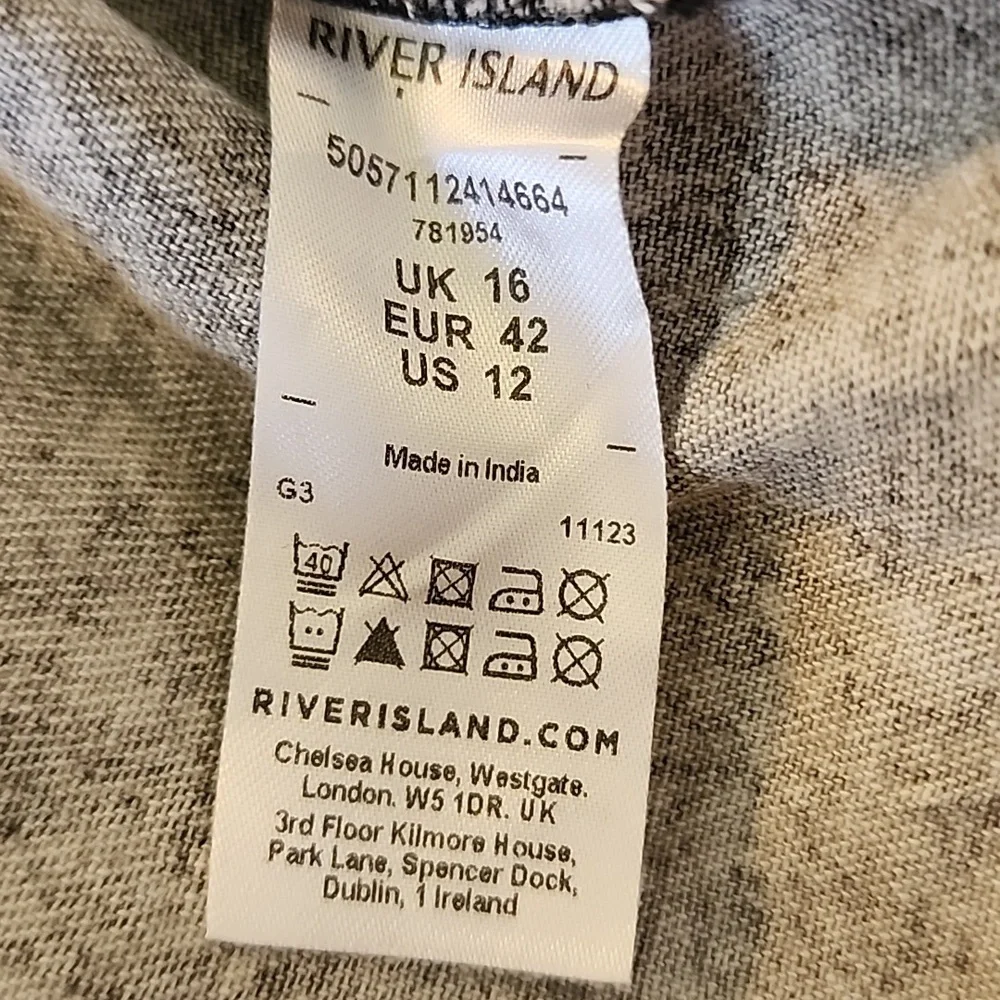 RIVER ISLAND
5057112414664
781954
UK 16
EUR 42
US 12
Made in India
G3
11123
40
RIVERISLAND.COM
Chelsea House, Westgate.
London. W5 1DR. UK
3rd Floor Kilmore House,
Park Lane, Spencer Dock,
Dublin, 1 Ireland